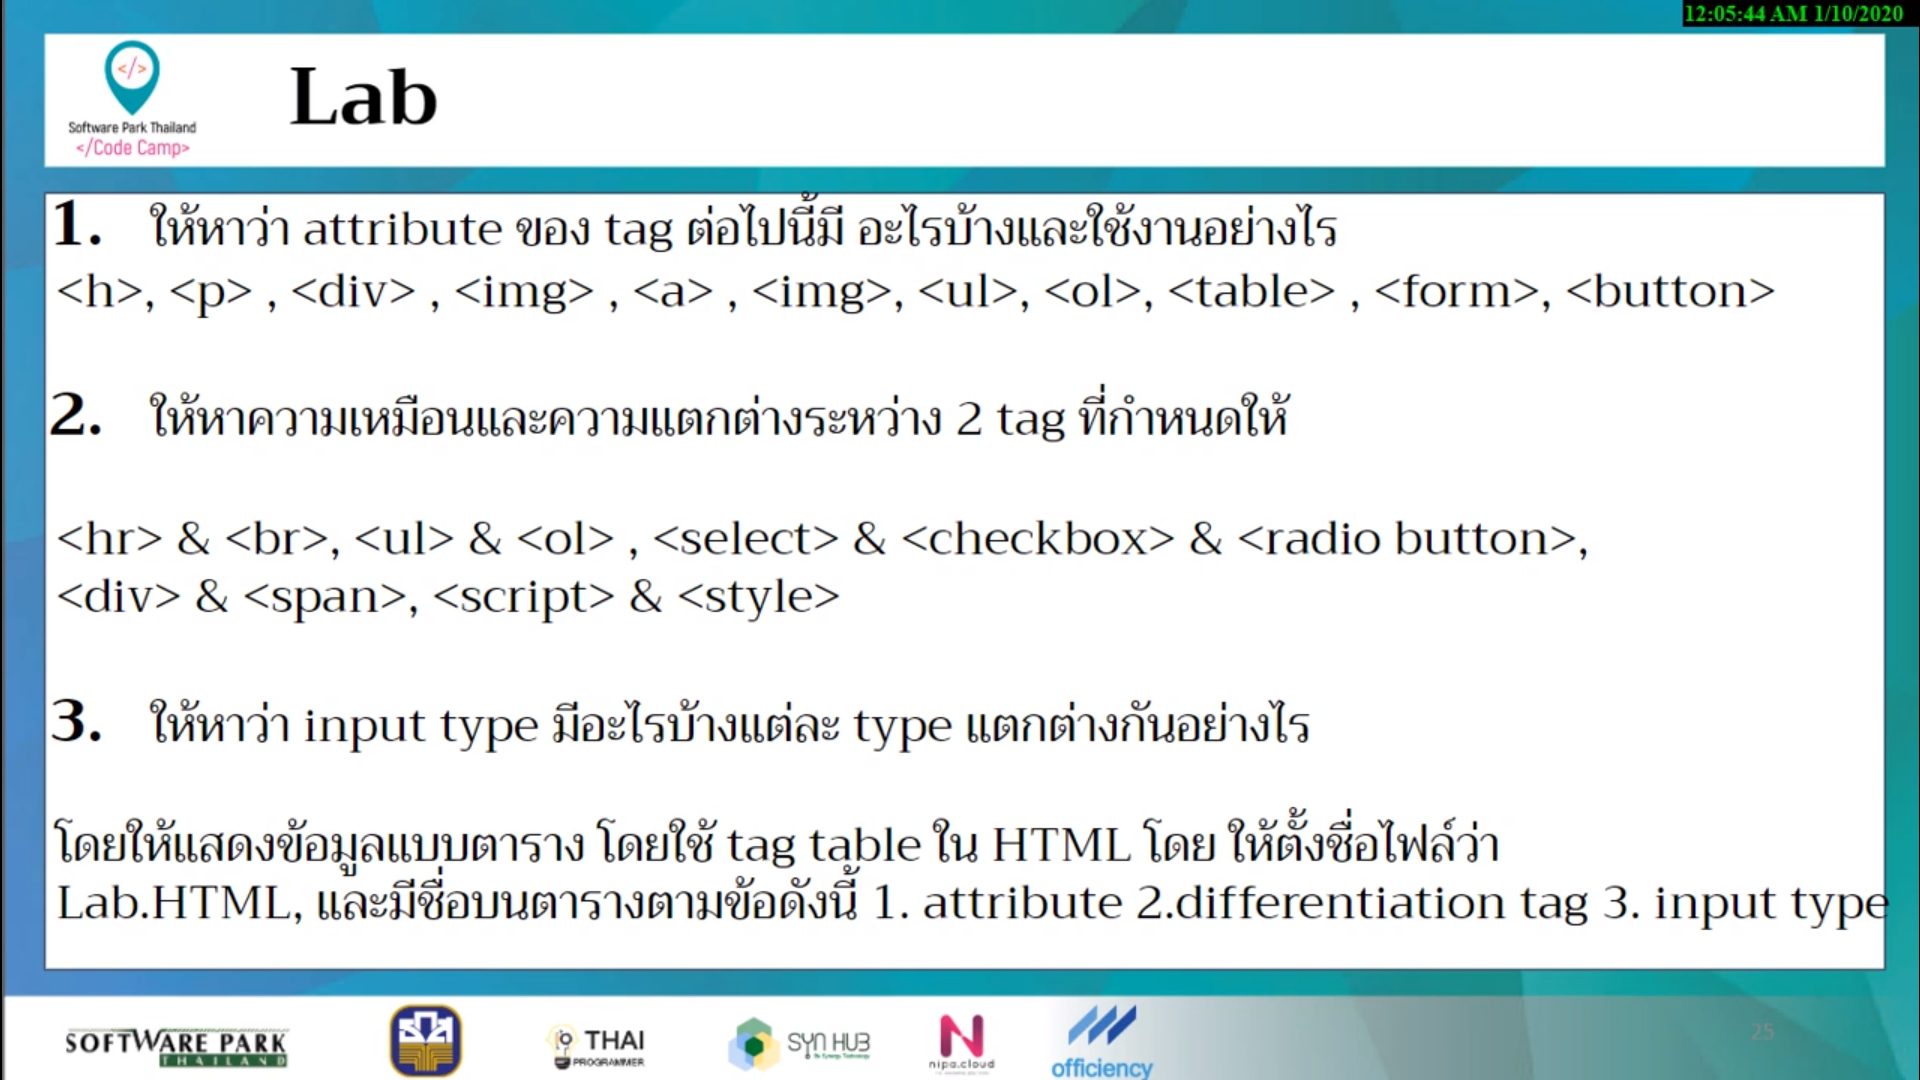 12:05:44 AM 1/10/2020
</>
Software Park Thailand
</Code Camp>
Lab
1. ให้หาว่า attribute ของ tag ต่อไปนี้มี อะไรบ้างและใช้งานอย่างไร
<h>, <p> , <div> , <img> , <a> , <img>, <ul>, <ol>, <table> , <form>, <button>
2. ให้หาความเหมือนและความแตกต่างระหว่าง 2 tag ที่กำหนดให้
<hr> & <br>, <ul> & <ol> , <select> & <checkbox> & <radio button>,
<div> & <span>, <script> & <style>
3. ให้หาว่า input type มีอะไรบ้างแต่ละ type แตกต่างกันอย่างไร
โดยให้แสดงข้อมูลแบบตาราง โดยใช้ tag table ใน HTML โดย ให้ตั้งชื่อไฟล์ว่า
Lab.HTML, และมีชื่อบนตารางตามข้อดังนี้ 1. attribute 2.differentiation tag 3. input type
SOFTWARE PARK
THAILAND
THAI
PROGRAMMER
SYN HUB
By Synergy Technology
nipa.cloud
officiency
25